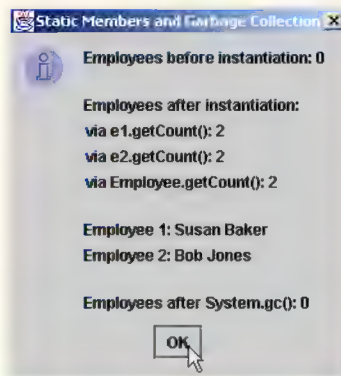 Static Members and Garbage Collection
Employees before instantiation: 0
Employees after instantiation:
via e1.getCount(): 2
via e2.getCount(): 2
via Employee.getCount(): 2
Employee 1: Susan Baker
Employee 2: Bob Jones
Employees after System.gc(): 0
OK